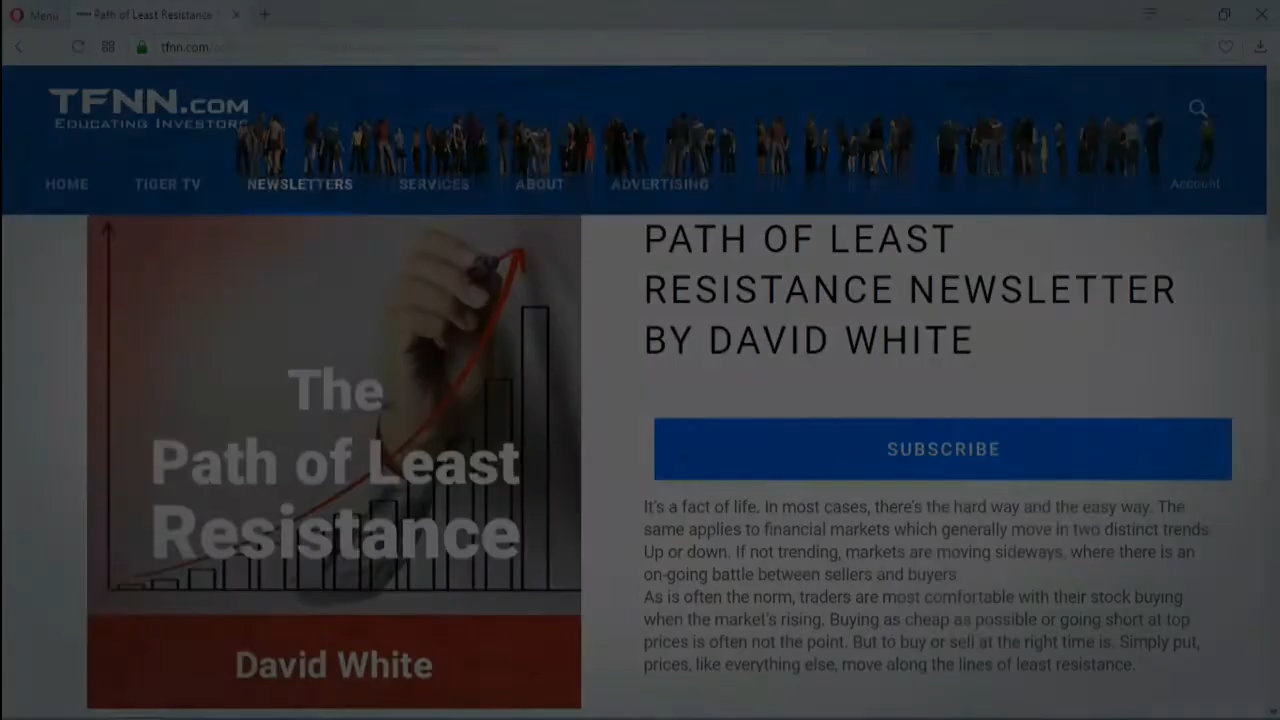 Menu
Path of Least Resistance
tfnn.com/
TFNN.COM
EDUCATING INVESTORS
HOME TIGER TV NEWSLETTERS SERVICES ABOUT ADVERTISING Account
The
Path of Least
Resistance
David White
PATH OF LEAST
RESISTANCE NEWSLETTER
BY DAVID WHITE
SUBSCRIBE
It's a fact of life. In most cases, there's the hard way and the easy way. The
same applies to financial markets which generally move in two distinct trends
Up or down. If not trending, markets are moving sideways, where there is an
on-going battle between sellers and buyers
As is often the norm, traders are most comfortable with their stock buying
when the market's rising. Buying as cheap as possible or going short at top
prices is often not the point. But to buy or sell at the right time is. Simply put,
prices, like everything else, move along the lines of least resistance.